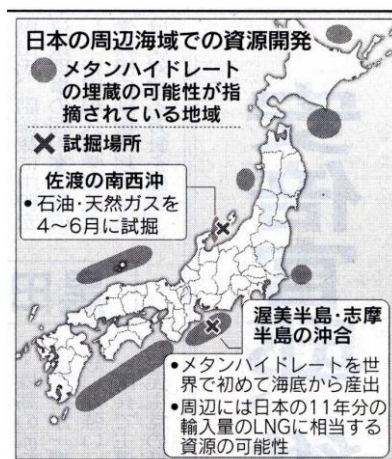 日本の周辺海域での資源開発
メタンハイドレート
の埋蔵の可能性が指
摘されている地域
試掘場所
佐渡の南西沖
•石油・天然ガスを
4～6月に試掘
渥美半島・志摩
半島の沖合
•メタンハイドレートを世
界で初めて海底から産出
•周辺には日本の11年分の
輸入量のLNGに相当する
資源の可能性